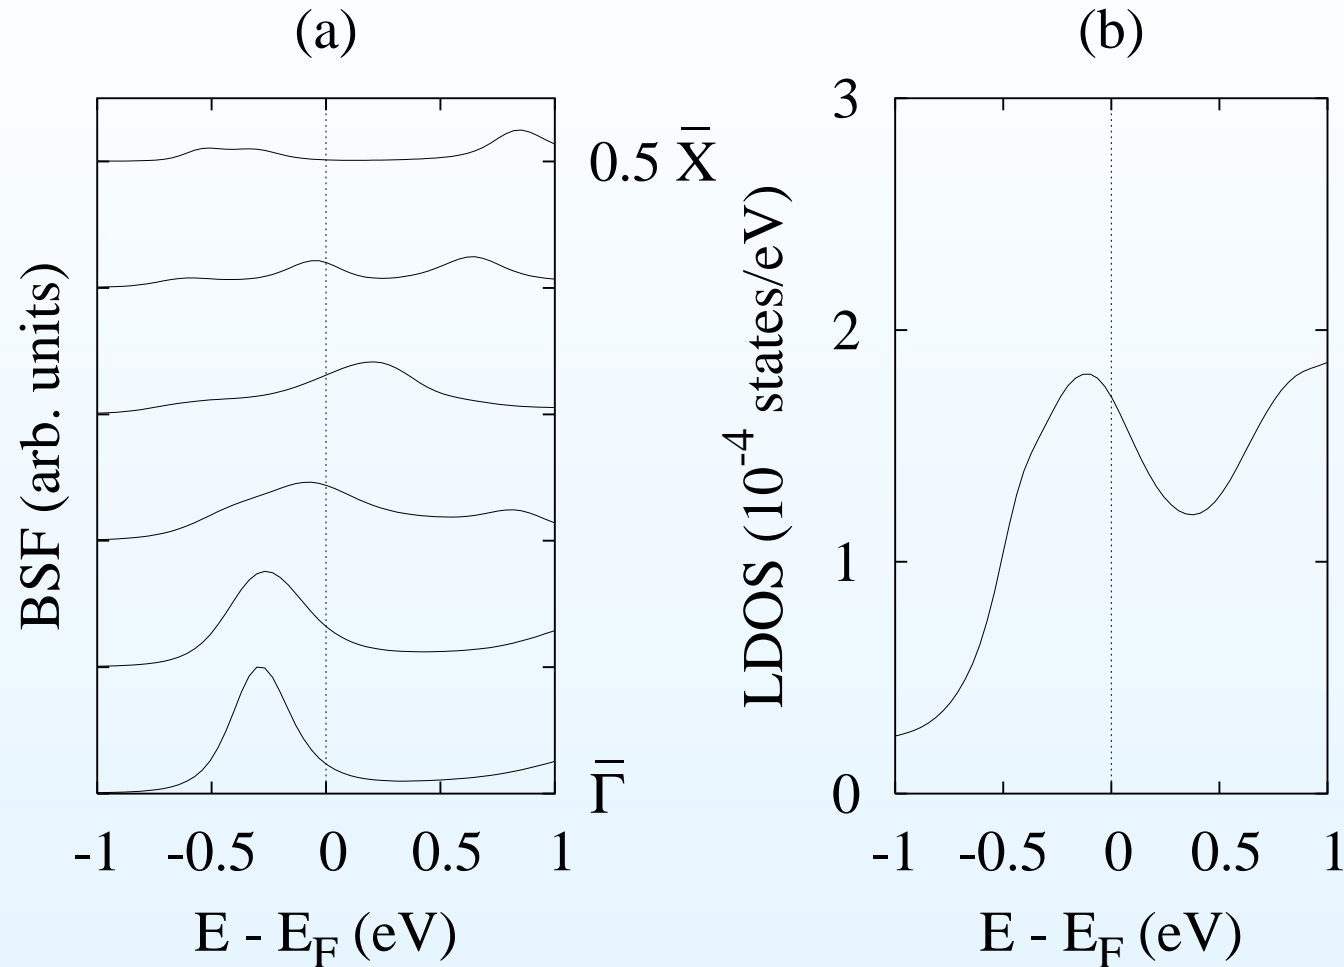 (a)
BSF (arb. units)
0.5 X̄
Γ̄
-1 -0.5 0 0.5 1
E - E_F (eV)
(b)
LDOS (10⁻⁴ states/eV)
3
2
1
0
-1 -0.5 0 0.5 1
E - E_F (eV)